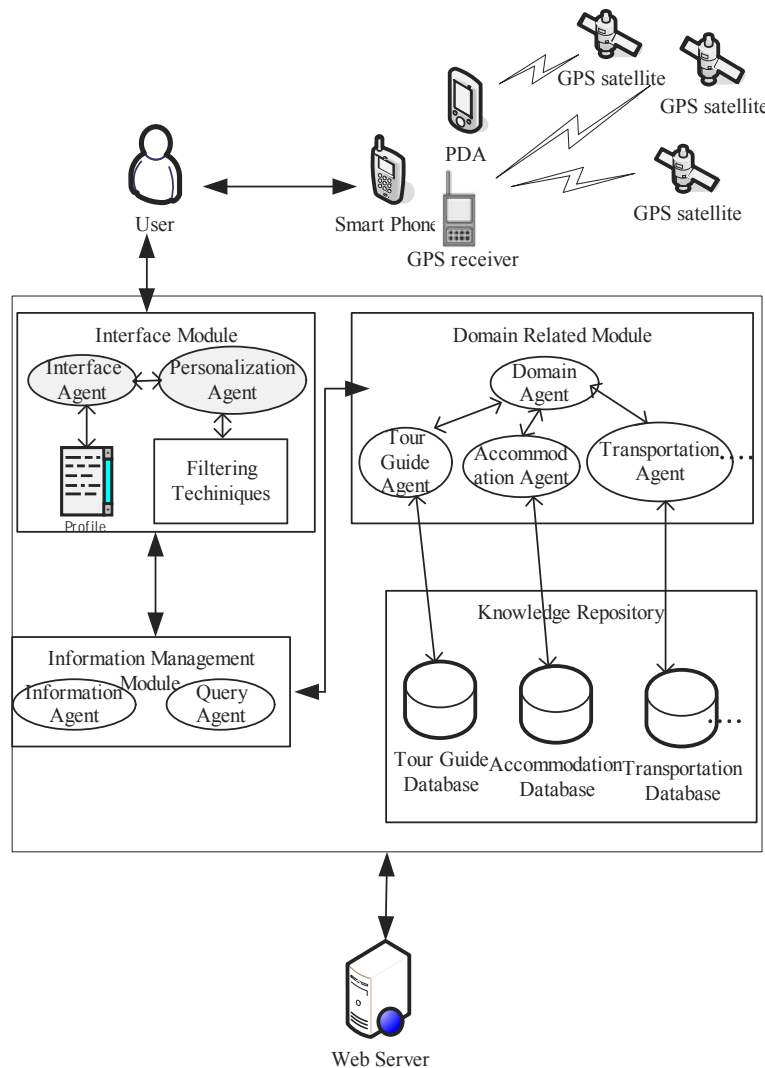 GPS satellite
GPS satellite
PDA
GPS satellite
User
Smart Phone
GPS receiver
Interface Module
Interface
Agent
Personalization
Agent
Filtering
Techiniques
Profile
Domain Related Module
Domain
Agent
Tour
Guide
Agent
Accommod
ation Agent
Transportation
Agent
....
Information Management
Module
Information
Agent
Query
Agent
Knowledge Repository
Tour Guide
Database
Accommodation
Database
Transportation
Database
....
Web Server